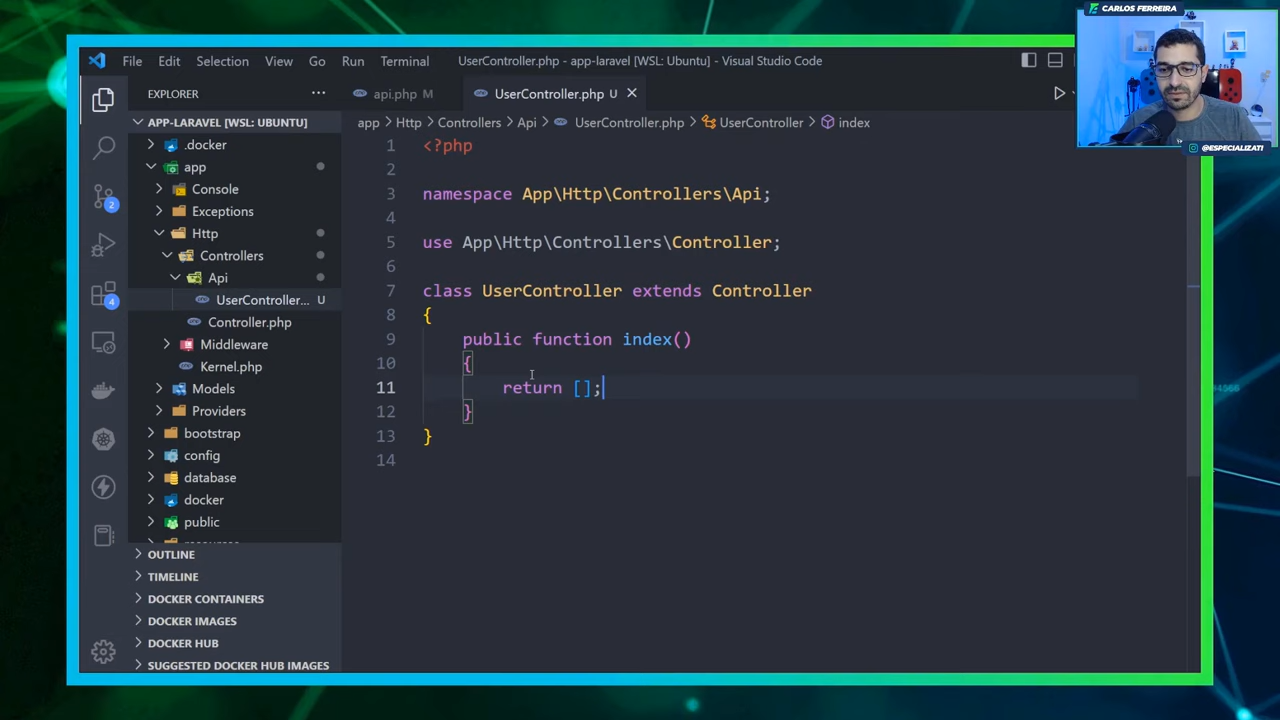 CARLOS FERREIRA
@ESPECIALIZATI
File Edit Selection View Go Run Terminal
UserController.php - app-laravel [WSL: Ubuntu] - Visual Studio Code
EXPLORER
api.php M
UserController.php
APP-LARAVEL [WSL: UBUNTU]
app > Http > Controllers > Api > UserController.php > UserController > index
.docker
app
Console
Exceptions
Http
Controllers
Api
UserController... U
Controller.php
Middleware
Kernel.php
Models
Providers
bootstrap
config
database
docker
public
OUTLINE
TIMELINE
DOCKER CONTAINERS
DOCKER IMAGES
DOCKER HUB
SUGGESTED DOCKER HUB IMAGES
2
4
1 <?php
2
3 namespace App\Http\Controllers\Api;
4
5 use App\Http\Controllers\Controller;
6
7 class UserController extends Controller
8 {
9 public function index()
10 {
11 return [];
12 }
13 }
14